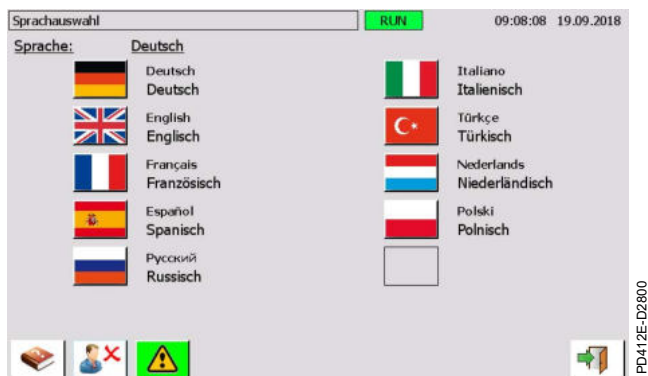 Sprachauswahl RUN 09:08:08 19.09.2018
Sprache: Deutsch
Deutsch
Deutsch
English
Englisch
Français
Französisch
Español
Spanisch
Русский
Russisch
Italiano
Italienisch
Türkçe
Türkisch
Nederlands
Niederländisch
Polski
Polnisch
PD412E-D2800